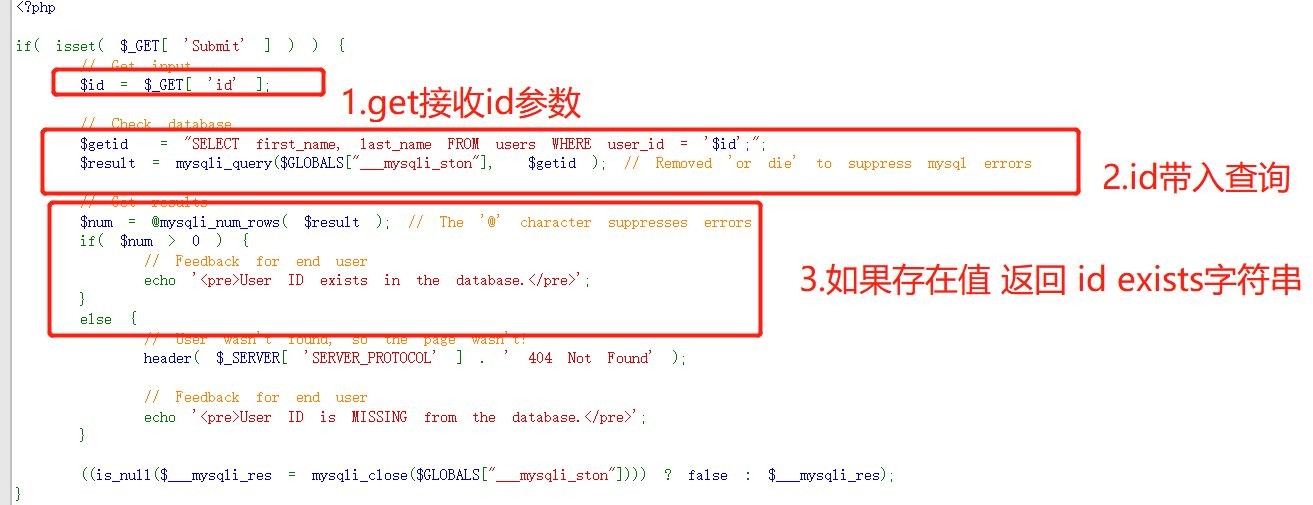 <?php
if( isset( $_GET[ 'Submit' ] ) ) {
// Get input
$id = $_GET[ 'id' ];
1.get接收id参数
// Check database
$getid = "SELECT first_name, last_name FROM users WHERE user_id = '$id';";
$result = mysqli_query($GLOBALS["___mysqli_ston"], $getid ); // Removed 'or die' to suppress mysql errors
2.id带入查询
// Get results
$num = @mysqli_num_rows( $result ); // The '@' character suppresses errors
if( $num > 0 ) {
// Feedback for end user
echo '<pre>User ID exists in the database.</pre>';
3.如果存在值 返回 id exists字符串
}
else {
// User wasn't found, so the page wasn't!
header( $_SERVER[ 'SERVER_PROTOCOL' ] . ' 404 Not Found' );
// Feedback for end user
echo '<pre>User ID is MISSING from the database.</pre>';
}
((is_null($___mysqli_res = mysqli_close($GLOBALS["___mysqli_ston"]))) ? false : $___mysqli_res);
}